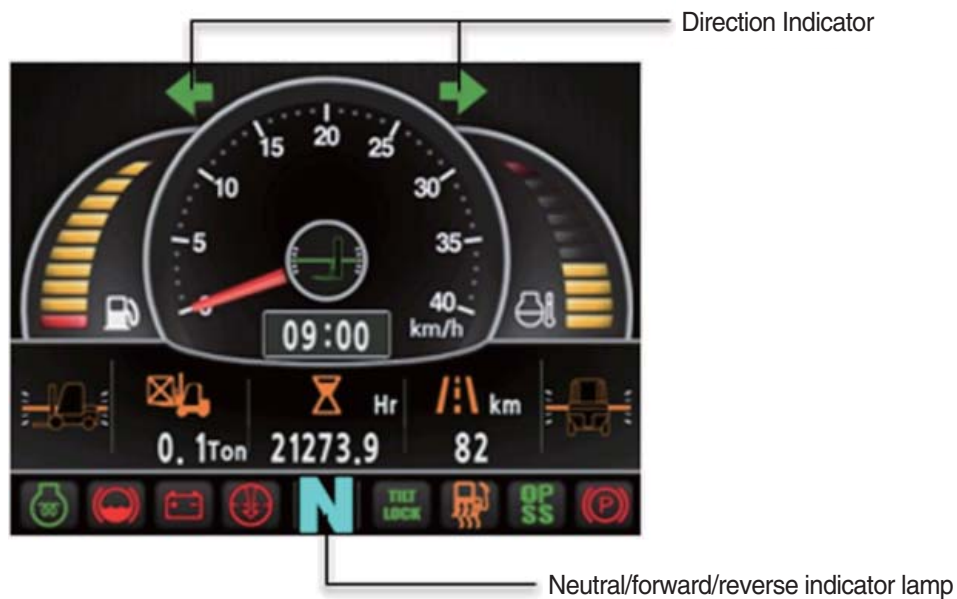 Direction Indicator
20
15 25
10 30
5 35
0 40
km/h
09:00
Hr km
0.1Ton 21273.9 82
N TILT LOCK OP SS P
Neutral/forward/reverse indicator lamp